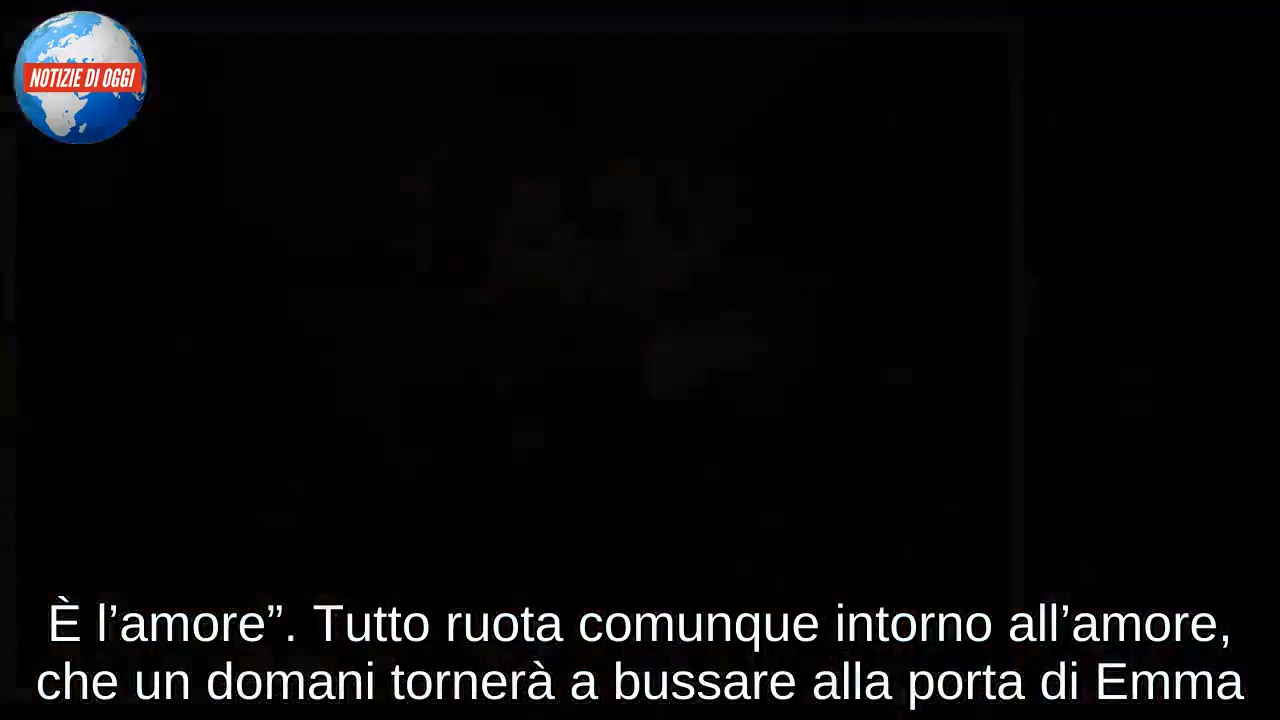 NOTIZIE DI OGGI
È l’amore”. Tutto ruota comunque intorno all’amore,
che un domani tornerà a bussare alla porta di Emma